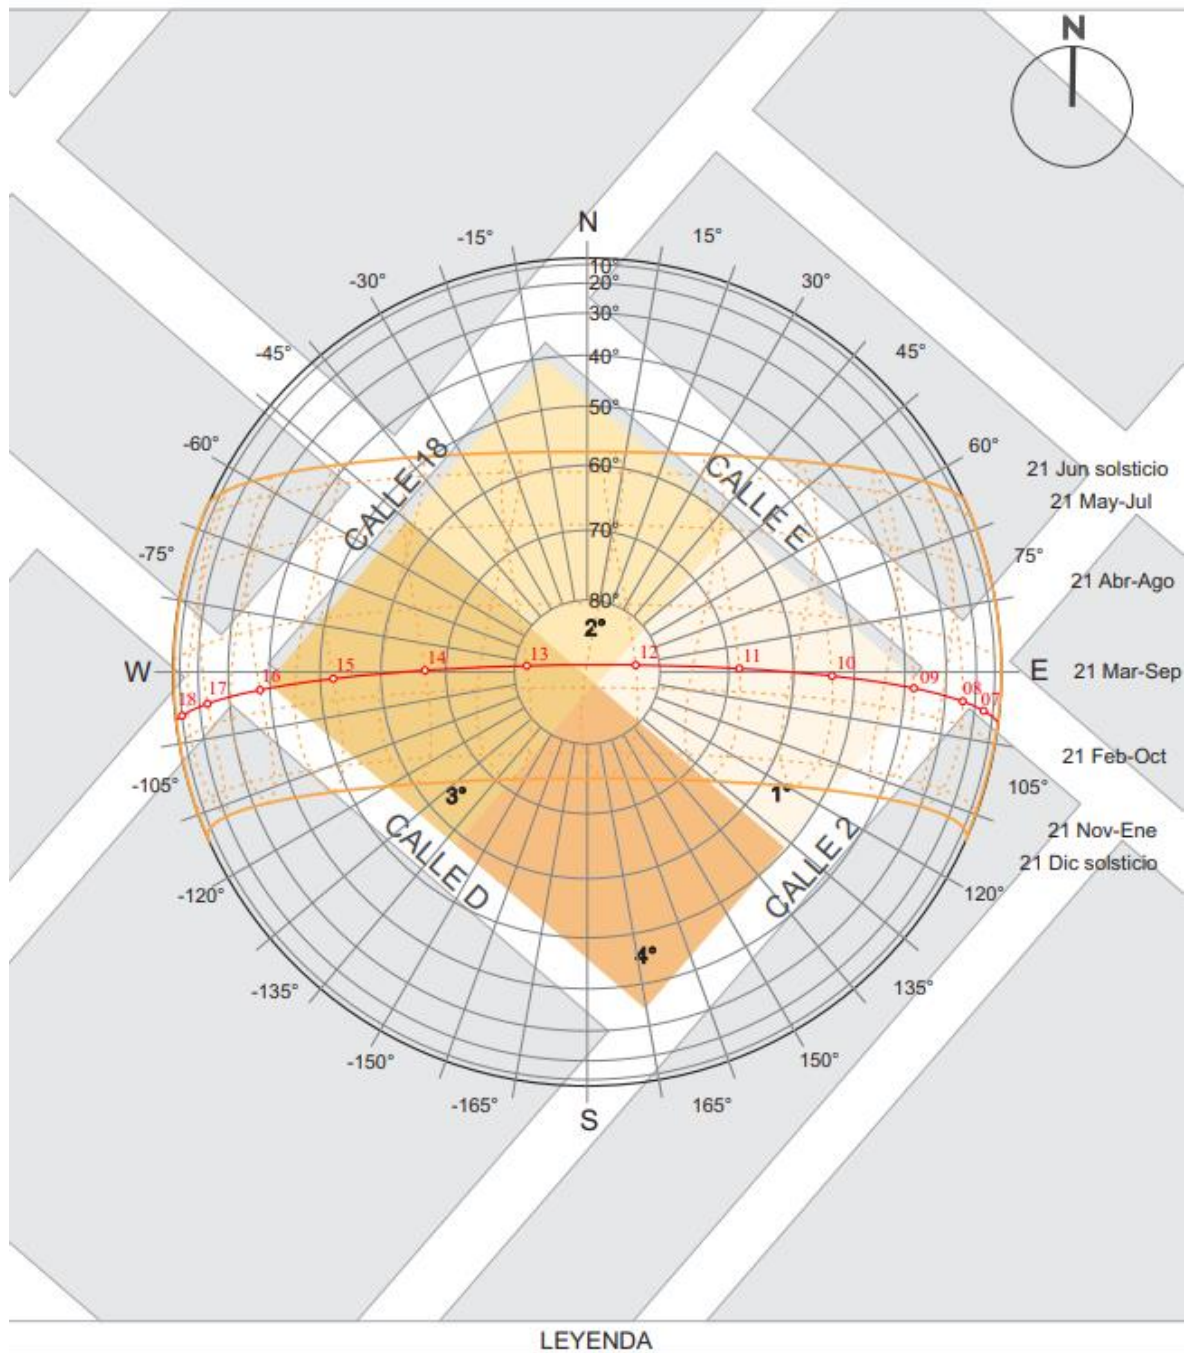 N
N
-15°
15°
-30°
30°
-45°
45°
-60°
60°
-75°
75°
10°
20°
30°
40°
50°
60°
70°
80°
CALLE 18
CALLE E
21 Jun solsticio
21 May-Jul
21 Abr-Ago
21 Mar-Sep
21 Feb-Oct
21 Nov-Ene
21 Dic solsticio
2°
W
E
18
17
16
15
14
13
12
11
10
09
08
07
-105°
105°
3°
1°
CALLE D
CALLE 2
-120°
120°
4°
-135°
135°
-150°
150°
-165°
165°
S
LEYENDA